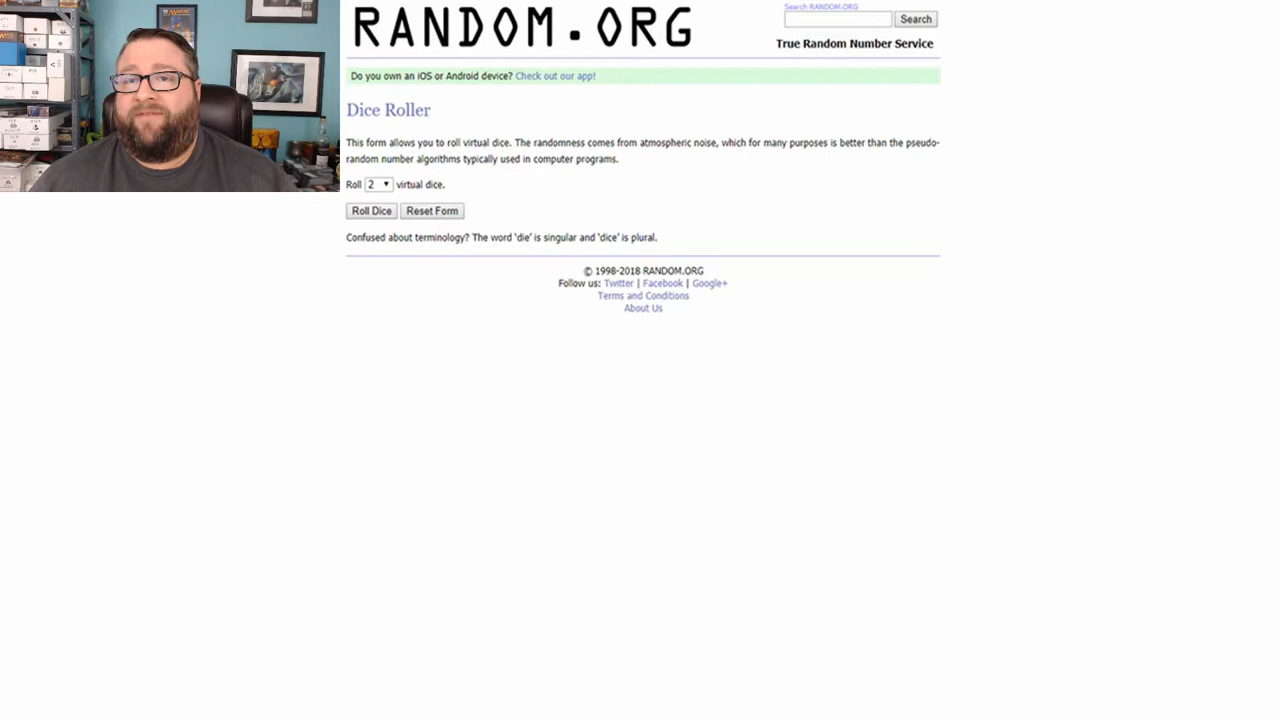 RANDOM.ORG
Search RANDOM.ORG
Search
True Random Number Service
Do you own an iOS or Android device? Check out our app!
Dice Roller
This form allows you to roll virtual dice. The randomness comes from atmospheric noise, which for many purposes is better than the pseudo-
random number algorithms typically used in computer programs.
Roll 2 virtual dice.
Roll Dice Reset Form
Confused about terminology? The word 'die' is singular and 'dice' is plural.
© 1998-2018 RANDOM.ORG
Follow us: Twitter | Facebook | Google+
Terms and Conditions
About Us